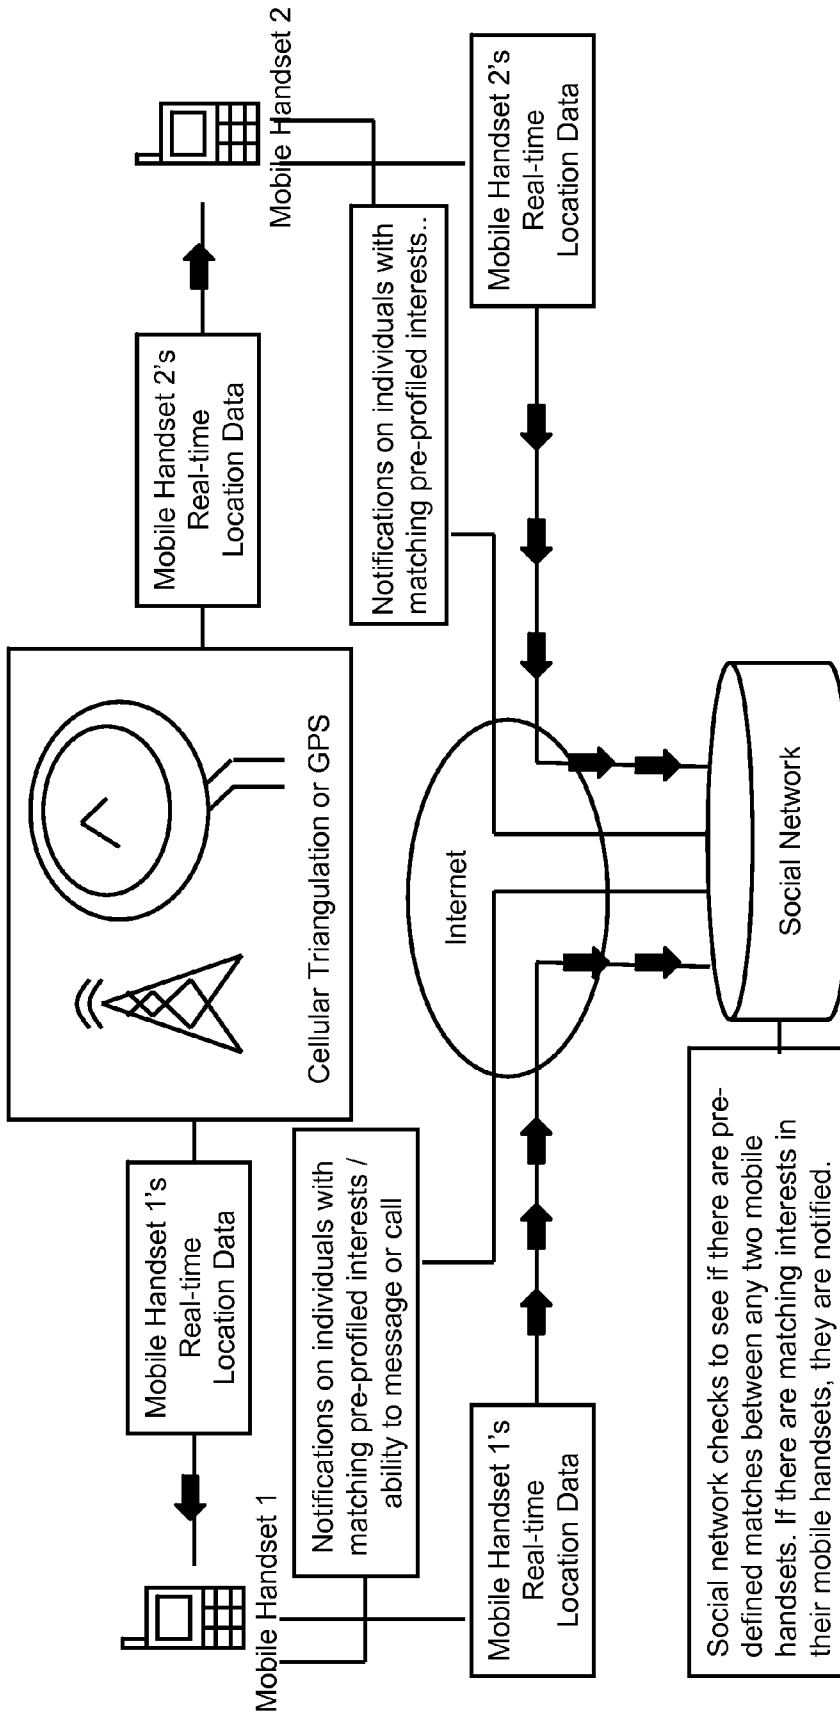 Mobile Handset 1
Mobile Handset 1's
Real-time
Location Data
Cellular Triangulation or GPS
Mobile Handset 2's
Real-time
Location Data
Mobile Handset 2
Notifications on individuals with
matching pre-profiled interests /
ability to message or call
Internet
Notifications on individuals with
matching pre-profiled interests..
Mobile Handset 1's
Real-time
Location Data
Mobile Handset 2's
Real-time
Location Data
Social network checks to see if there are pre-
defined matches between any two mobile
handsets. If there are matching interests in
their mobile handsets, they are notified.
Social Network